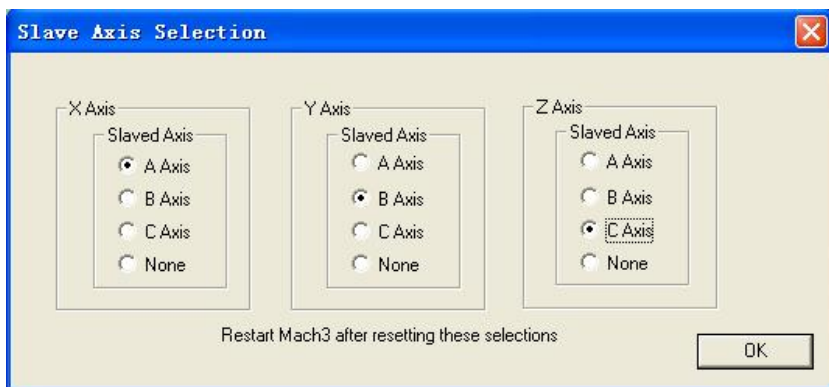 Slave Axis Selection
X Axis
Slaved Axis
A Axis
B Axis
C Axis
None
Y Axis
Slaved Axis
A Axis
B Axis
C Axis
None
Z Axis
Slaved Axis
A Axis
B Axis
C Axis
None
Restart Mach3 after resetting these selections
OK